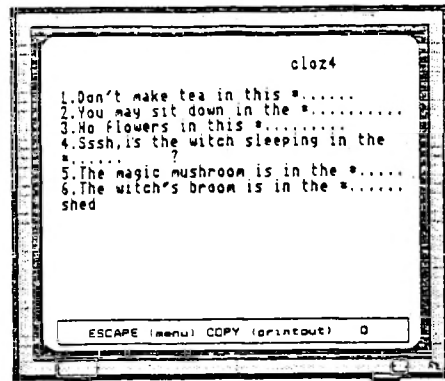 cloz4
1.Don't make tea in this *......
2.You may sit down in the *..........
3.No flowers in this *.........
4.Sssh,is the witch sleeping in the
*...... ?
5.The magic mushroom is in the *.....
6.The witch's broom is in the *......
shed
ESCAPE (menu) COPY (printout) 0